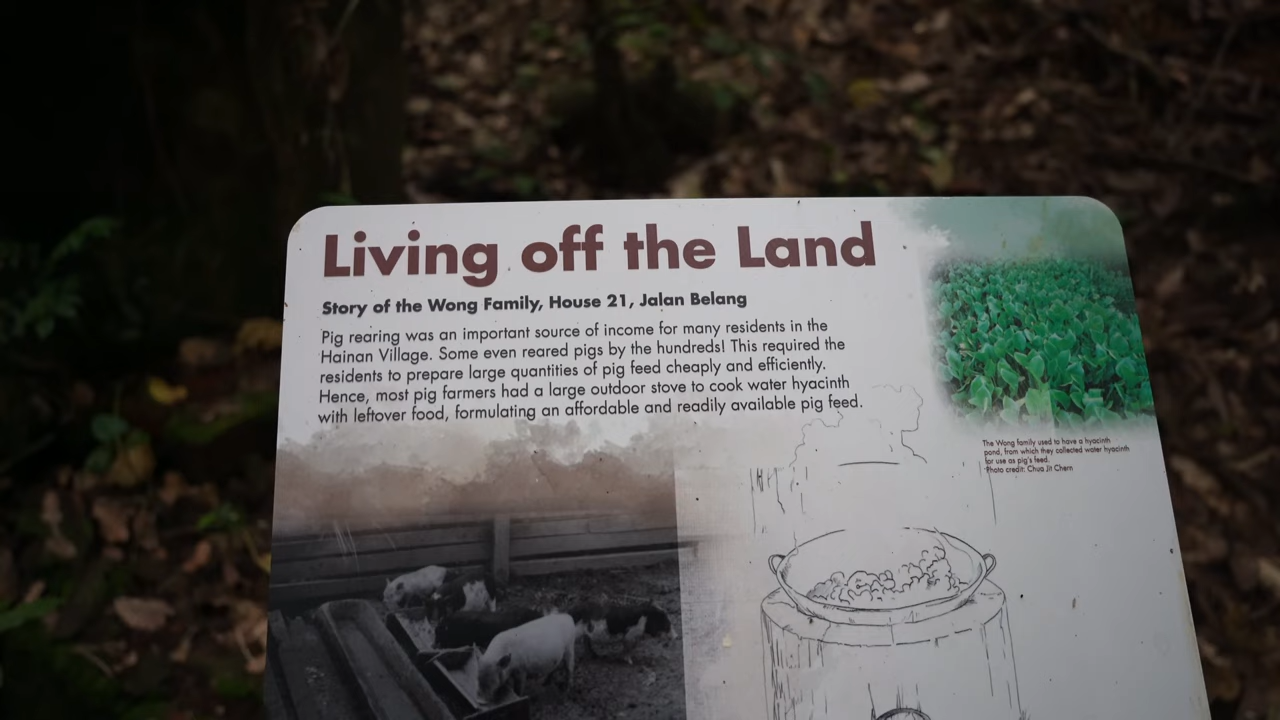 Living off the Land
Story of the Wong Family, House 21, Jalan Belang
Pig rearing was an important source of income for many residents in the
Hainan Village. Some even reared pigs by the hundreds! This required the
residents to prepare large quantities of pig feed cheaply and efficiently.
Hence, most pig farmers had a large outdoor stove to cook water hyacinth
with leftover food, formulating an affordable and readily available pig feed.
The Wong family used to have a hyacinth
pond, from which they collected water hyacinth
for use as pig's feed.
Photo credit: Chua Jit Chern